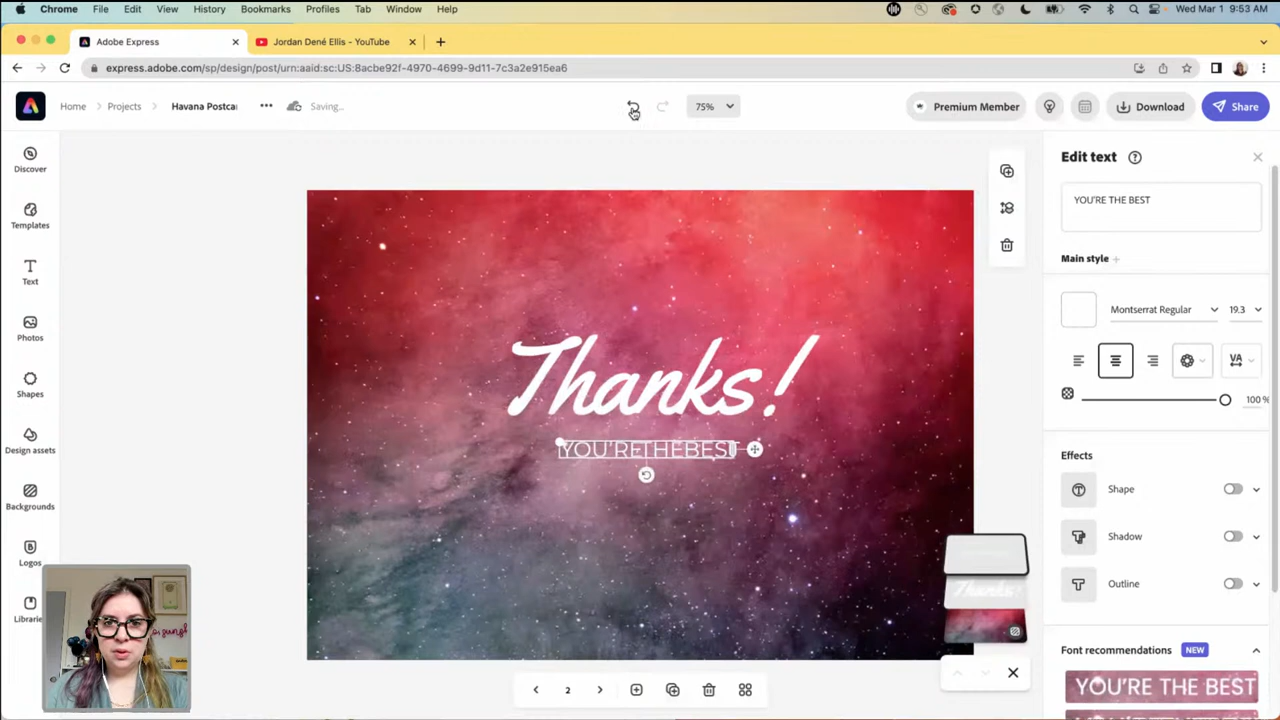 Chrome File Edit View History Bookmarks Profiles Tab Window Help Wed Mar 1 9:53 AM
Adobe Express Jordan Dené Ellis - YouTube
express.adobe.com/sp/design/post/urn:aaid:sc:US:8acbe92f-4970-4699-9d11-7c3a2e915ea6
Home Projects Havana Postca Saving... 75% Premium Member Download Share
Discover
Templates
Text
Photos
Shapes
Design assets
Backgrounds
Logos
Librarie
Thanks!
YOU'RE THE BEST
2
Edit text
YOU'RE THE BEST
Main style
Montserrat Regular 19.3
VA
100 %
Effects
Shape
Shadow
Outline
Font recommendations NEW
YOU'RE THE BEST